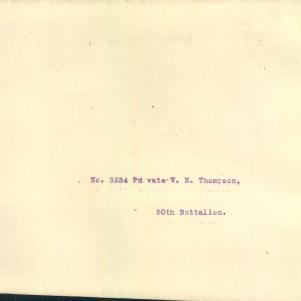 No. 3234 Private W. N. Thompson,
50th Battalion.